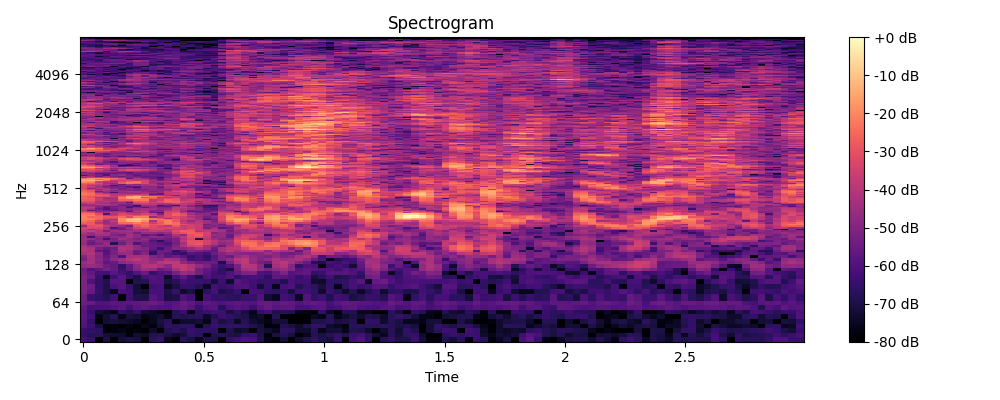 Spectrogram
Hz
4096
2048
1024
512
256
128
64
0
0
0.5
1
1.5
2
2.5
Time
+0 dB
-10 dB
-20 dB
-30 dB
-40 dB
-50 dB
-60 dB
-70 dB
-80 dB